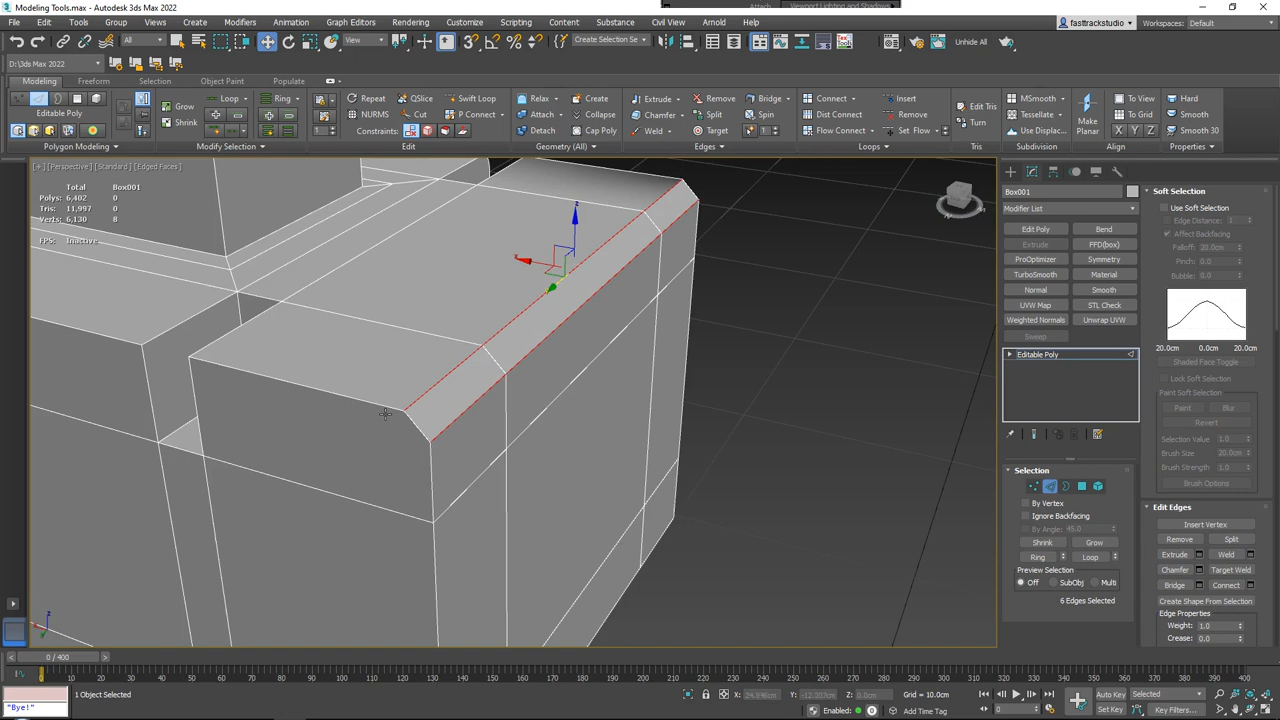 Modeling Tools.max - Autodesk 3ds Max 2022
Attach
Viewport Lighting and Shadows
File Edit Tools Group Views Create Modifiers Animation Graph Editors Rendering Customize Scripting Content Substance Civil View Arnold Help
fasttrackstudio
Workspaces: Default
All
View
Create Selection Se
Unhide All
D:\3ds Max 2022
Modeling Freeform Selection Object Paint Populate
Grow Loop Ring Repeat QSlice Swift Loop Relax Create Extrude Remove Bridge Connect Insert Edit Tris MSmooth To View Hard
Editable Poly Shrink NURMS Cut P Connect Attach Collapse Chamfer Split Spin Dist Connect Remove Turn Tessellate Make Planar To Grid Smooth
1 Constraints: Detach Cap Poly Weld Target 1 Flow Connect Set Flow Use Displac... X Y Z Smooth 30
Polygon Modeling Modify Selection Edit Geometry (All) Edges Loops Tris Subdivision Align Properties
[+] [Perspective] [Standard] [Edged Faces]
Total Box001
Polys: 6,402 0
Tris: 11,997 0
Verts: 6,130 8
FPS: Inactive
z
x
Box001
Modifier List
Edit Poly Bend
Extrude FFD(box)
ProOptimizer Symmetry
TurboSmooth Material
Normal Smooth
UVW Map STL Check
Weighted Normals Unwrap UVW
Sweep
Editable Poly
Selection
By Vertex
Ignore Backfacing
By Angle: 45.0
Shrink Grow
Ring Loop
Preview Selection
Off SubObj Multi
6 Edges Selected
Soft Selection
Use Soft Selection
Edge Distance: 1
Affect Backfacing
Falloff: 20.0cm
Pinch: 0.0
Bubble: 0.0
20.0cm 0.0cm 20.0cm
Shaded Face Toggle
Lock Soft Selection
Paint Soft Selection
Paint Blur
Revert
Selection Value 1.0
Brush Size 20.0cm
Brush Strength 1.0
Brush Options
Edit Edges
Insert Vertex
Remove Split
Extrude Weld
Chamfer Target Weld
Bridge Connect
Create Shape From Selection
Edge Properties
Weight: 1.0
Crease: 0.0
0 / 400
0 10 20 30 40 50 60 70 80 90 100 110 120 130 140 150 160 170 180 190 200 210 220 230 240 250 260 270 280 290 300 310 320 330 340 350 360 370 380 390 400
"Bye!"
1 Object Selected
X: 24.848cm Y: -12.307cm Z: 0.0cm Grid = 10.0cm
Enabled: Add Time Tag
0
Auto Key Selected
Set Key Key Filters...